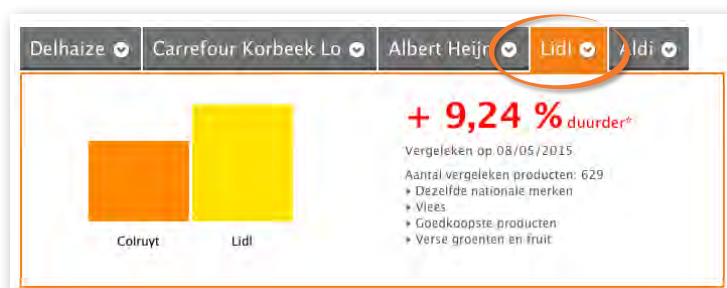 Delhaize Carrefour Korbeek Lo Albert Heijn Lidl Aldi
+ 9,24 % duurder*
Vergeleken op 08/05/2015
Aantal vergeleken producten: 629
Dezelfde nationale merken
Vlees
Goedkoopste producten
Verse groenten en fruit
Colruyt Lidl